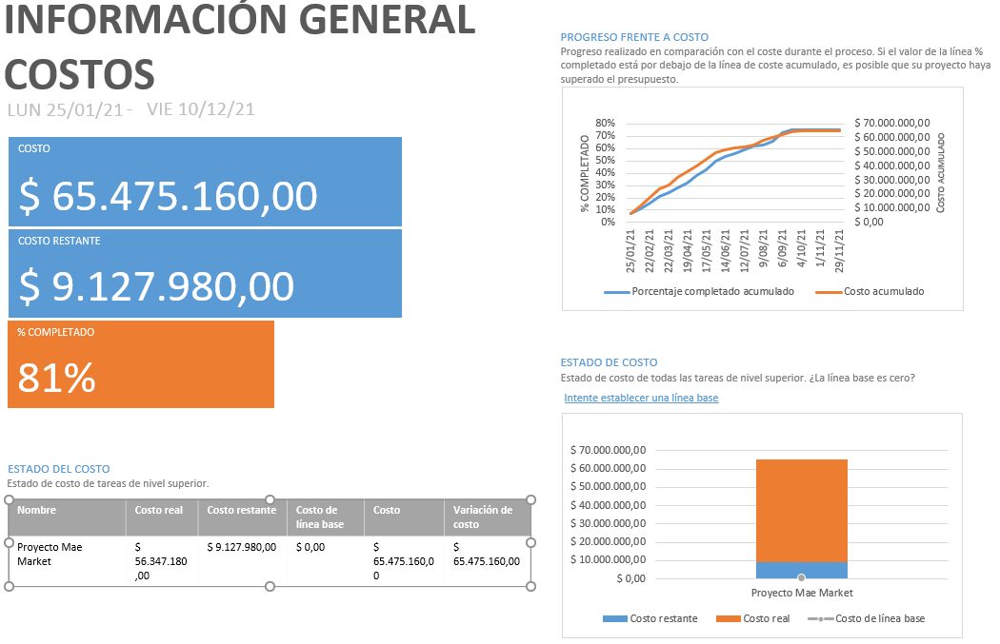 INFORMACIÓN GENERAL
COSTOS
LUN 25/01/21 - VIE 10/12/21
COSTO
$ 65.475.160,00
COSTO RESTANTE
$ 9.127.980,00
% COMPLETADO
81%
ESTADO DEL COSTO
Estado de costo de tareas de nivel superior.
Nombre
Costo real
Costo restante
Costo de
línea base
Costo
Variación de
costo
Proyecto Mae
Market
$
56.347.180
,00
$ 9.127.980,00
$ 0,00
$
65.475.160,0
0
$
65.475.160,00
PROGRESO FRENTE A COSTO
Progreso realizado en comparación con el coste durante el proceso. Si el valor de la línea %
completado está por debajo de la línea de coste acumulado, es posible que su proyecto haya
superado el presupuesto.
% COMPLETADO
80%
70%
60%
50%
40%
30%
20%
10%
0%
$ 70.000.000,00
$ 60.000.000,00
$ 50.000.000,00
$ 40.000.000,00
$ 30.000.000,00
$ 20.000.000,00
$ 10.000.000,00
$ 0,00
COSTO ACUMULADO
25/01/21
22/02/21
22/03/21
19/04/21
17/05/21
14/06/21
12/07/21
9/08/21
6/09/21
4/10/21
1/11/21
29/11/21
Porcentaje completado acumulado
Costo acumulado
ESTADO DE COSTO
Estado de costo de todas las tareas de nivel superior. ¿La línea base es cero?
Intente establecer una línea base
$ 70.000.000,00
$ 60.000.000,00
$ 50.000.000,00
$ 40.000.000,00
$ 30.000.000,00
$ 20.000.000,00
$ 10.000.000,00
$ 0,00
Proyecto Mae Market
Costo restante
Costo real
Costo de línea base